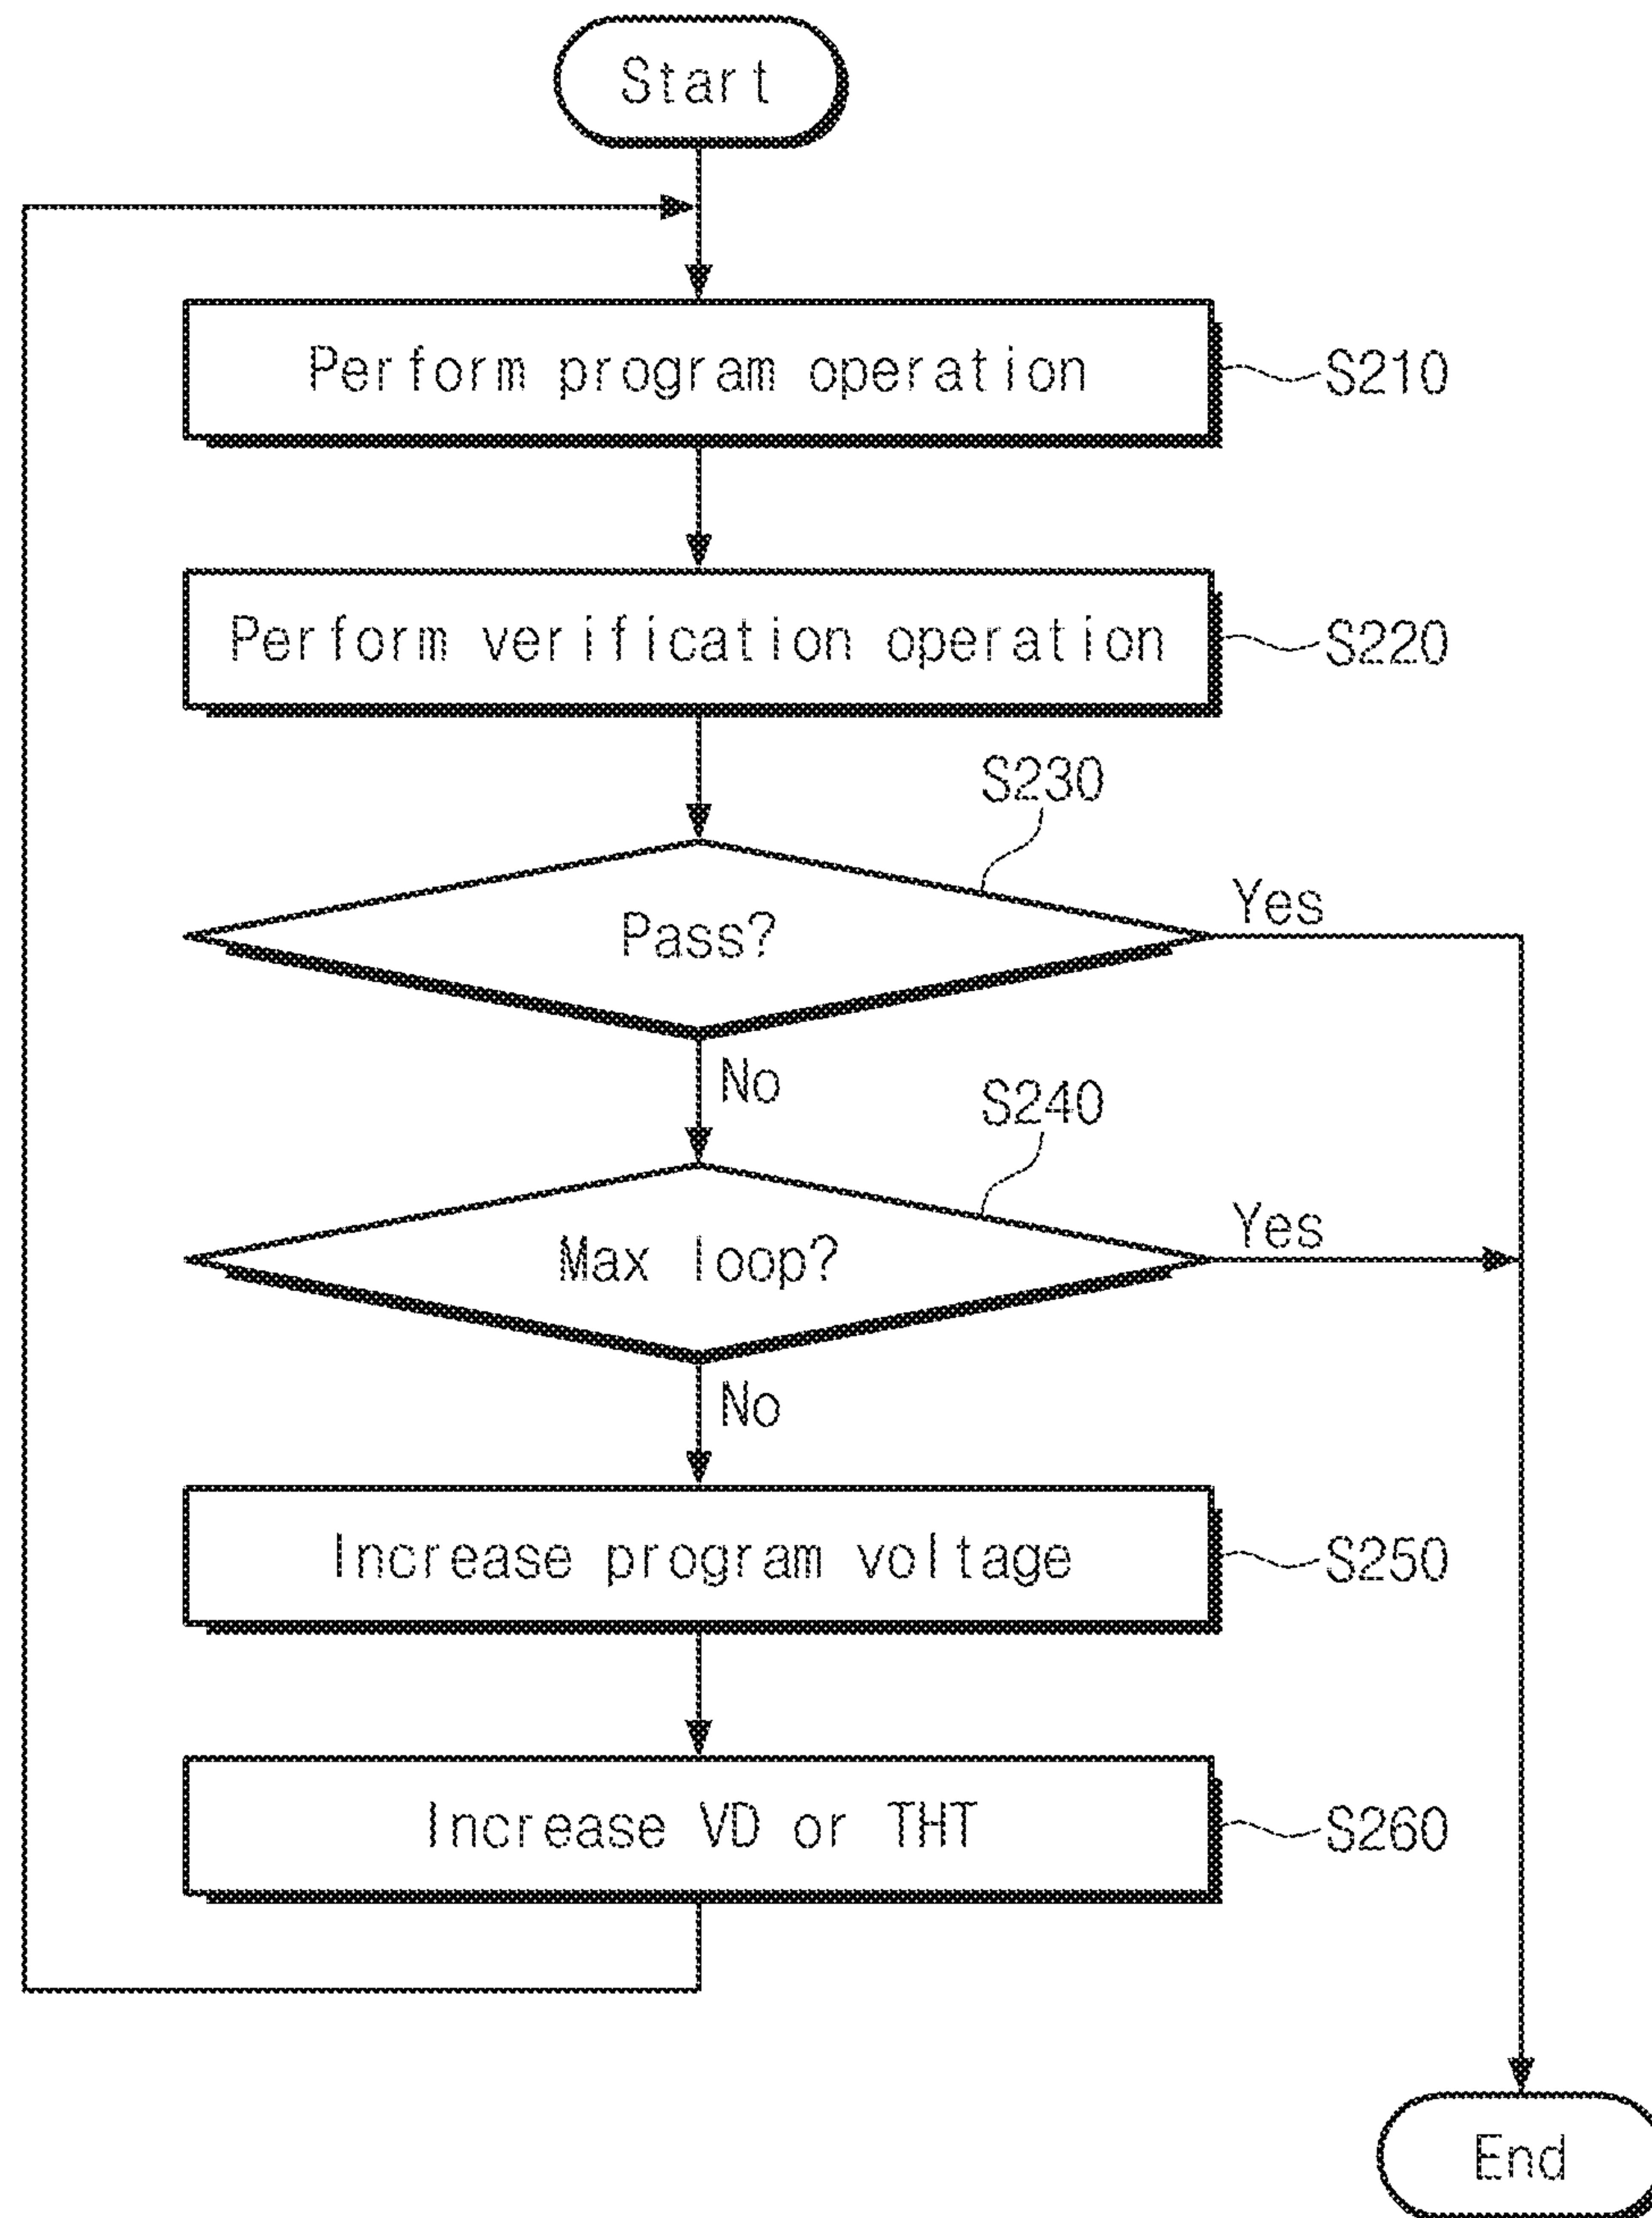 Start
Perform program operation
S210
Perform verification operation
S220
S230
Pass?
Yes
No
S240
Max loop?
Yes
No
Increase program voltage
S250
Increase VD or THT
S260
End